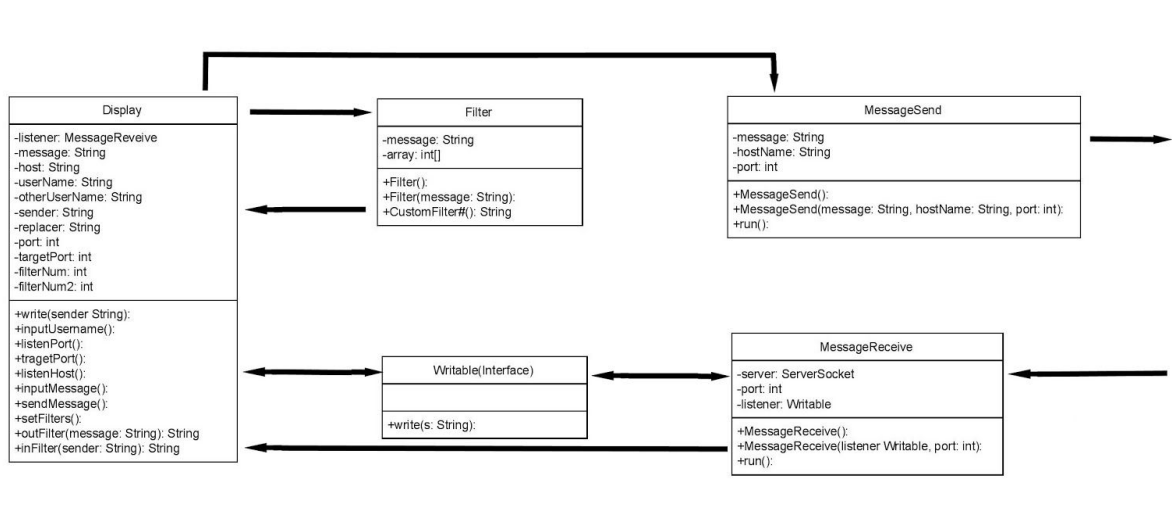 Display
-listener: MessageReveive
-message: String
-host: String
-userName: String
-otherUserName: String
-sender: String
-replacer: String
-port: int
-targetPort: int
-filterNum: int
-filterNum2: int
+write(sender String):
+inputUsername():
+listenPort():
+tragetPort():
+listenHost():
+inputMessage():
+sendMessage():
+setFilters():
+outFilter(message: String): String
+inFilter(sender: String): String
Filter
-message: String
-array: int[]
+Filter():
+Filter(message: String):
+CustomFilter#(): String
MessageSend
-message: String
-hostName: String
-port: int
+MessageSend():
+MessageSend(message: String, hostName: String, port: int):
+run():
Writable(Interface)
+write(s: String):
MessageReceive
-server: ServerSocket
-port: int
-listener: Writable
+MessageReceive():
+MessageReceive(listener Writable, port: int):
+run():